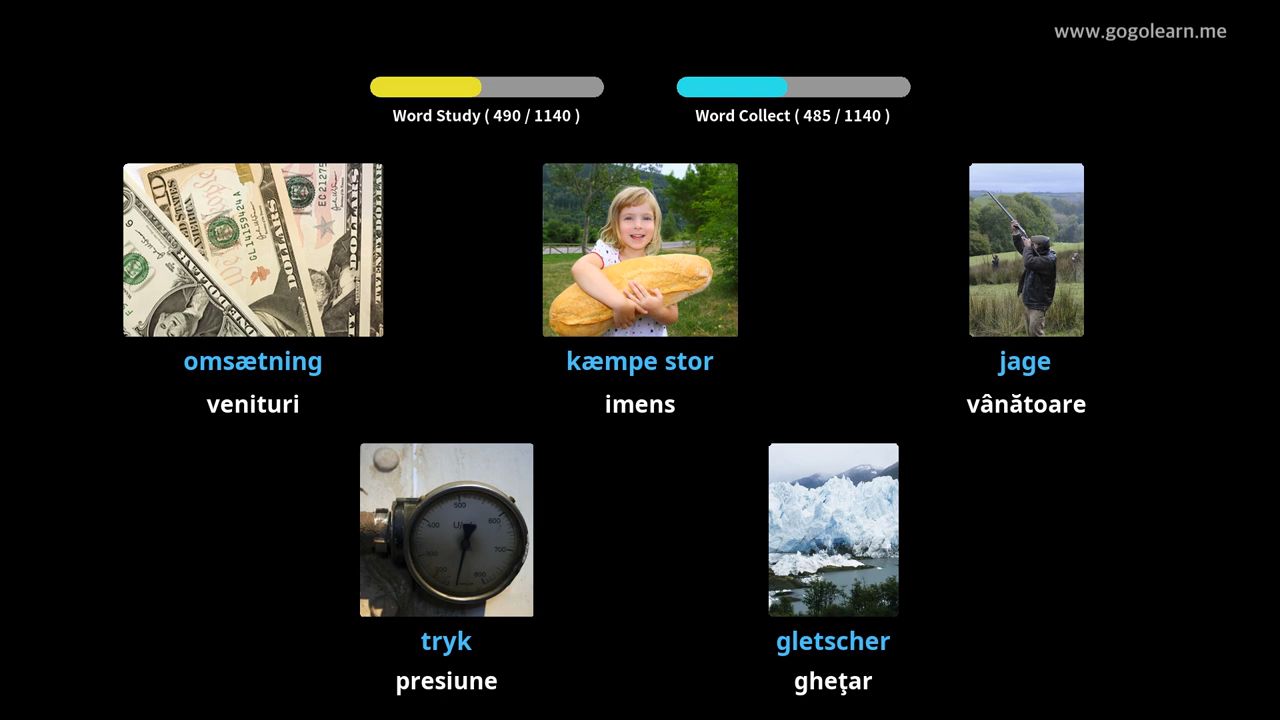 www.gogolearn.me
Word Study ( 490 / 1140 )
Word Collect ( 485 / 1140 )
omsætning
kæmpe stor
jage
venituri
imens
vânătoare
tryk
gletscher
presiune
gheţar